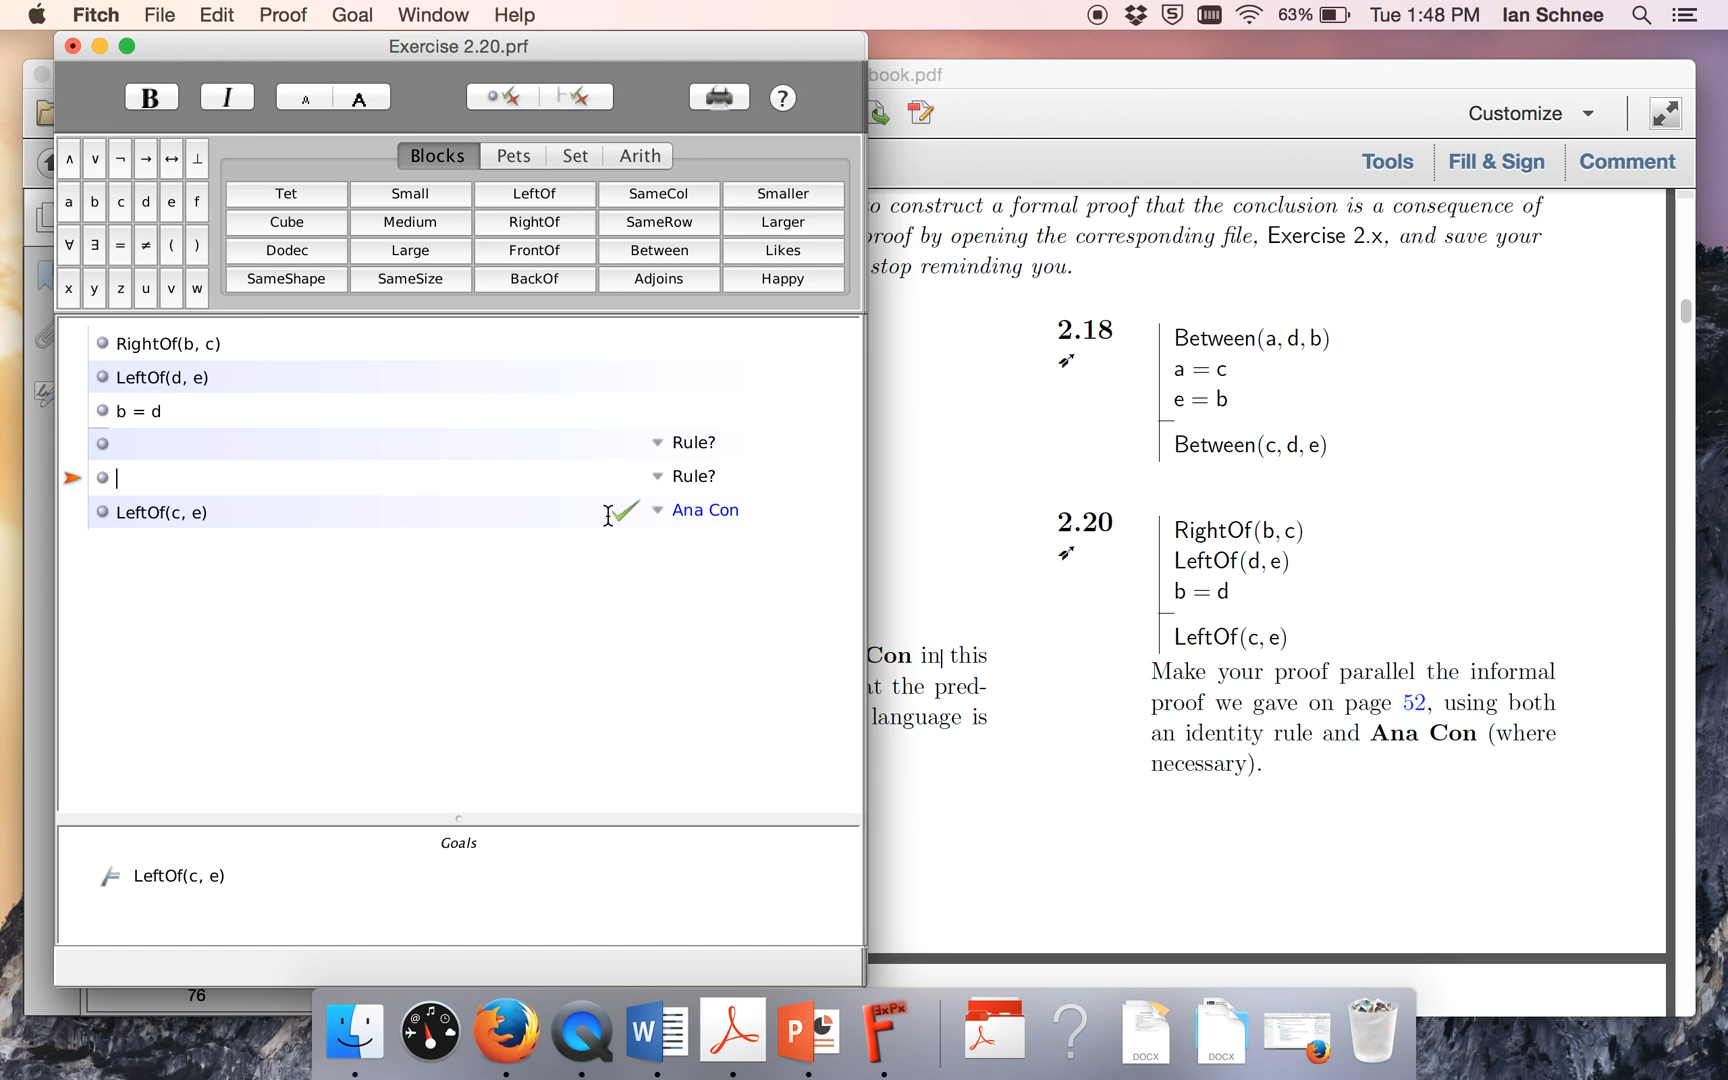 Fitch File Edit Proof Goal Window Help 63% Tue 1:48 PM Ian Schnee
Exercise 2.20.prf
book.pdf
B I A A ?
Customize
Tools Fill & Sign Comment
∧ ∨ ¬ → ↔ ⊥
a b c d e f
∀ ∃ = ≠ ( )
x y z u v w
Blocks Pets Set Arith
Tet Small LeftOf SameCol Smaller
Cube Medium RightOf SameRow Larger
Dodec Large FrontOf Between Likes
SameShape SameSize BackOf Adjoins Happy
RightOf(b, c)
LeftOf(d, e)
b = d
Rule?
Rule?
LeftOf(c, e) Ana Con
Goals
LeftOf(c, e)
o construct a formal proof that the conclusion is a consequence of
proof by opening the corresponding file, Exercise 2.x, and save your
stop reminding you.
2.18
Between(a, d, b)
a = c
e = b
Between(c, d, e)
2.20
RightOf(b, c)
LeftOf(d, e)
b = d
LeftOf(c, e)
Make your proof parallel the informal
proof we gave on page 52, using both
an identity rule and Ana Con (where
necessary).
Con in this
at the pred-
language is
76
W P F ∃xPx
? DOCX DOCX